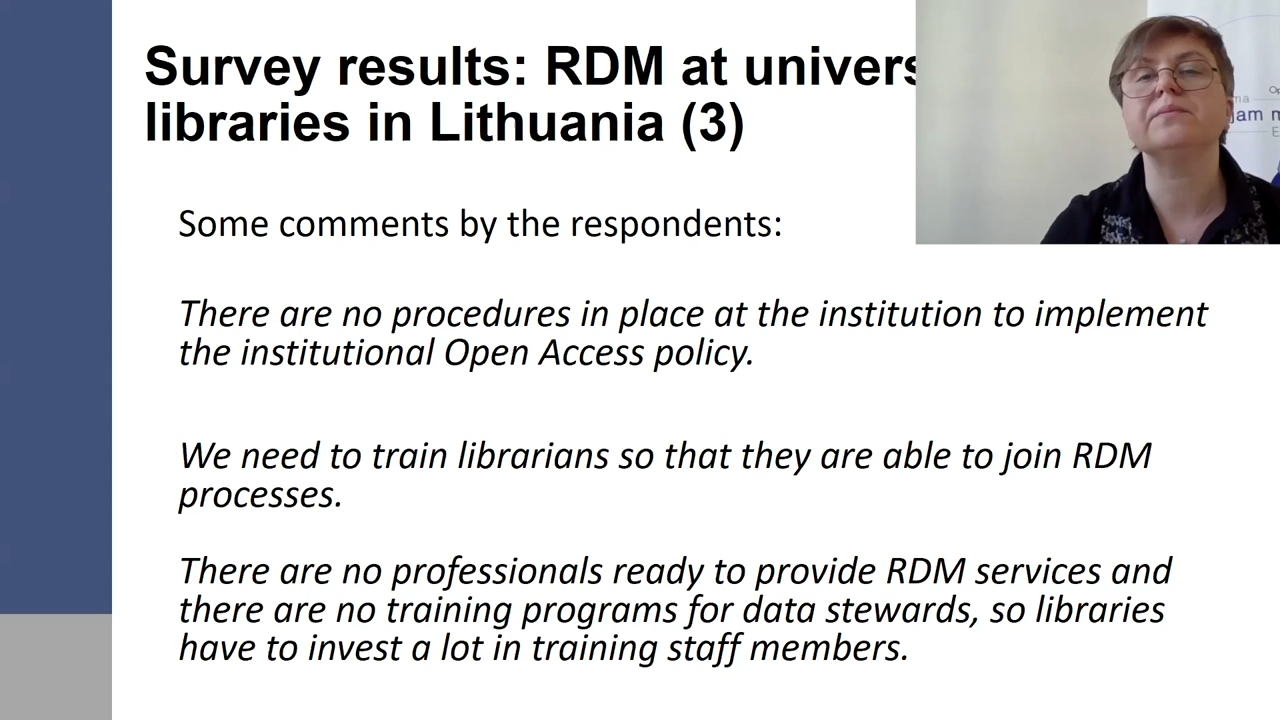 Survey results: RDM at univers
libraries in Lithuania (3)
Some comments by the respondents:
There are no procedures in place at the institution to implement
the institutional Open Access policy.
We need to train librarians so that they are able to join RDM
processes.
There are no professionals ready to provide RDM services and
there are no training programs for data stewards, so libraries
have to invest a lot in training staff members.